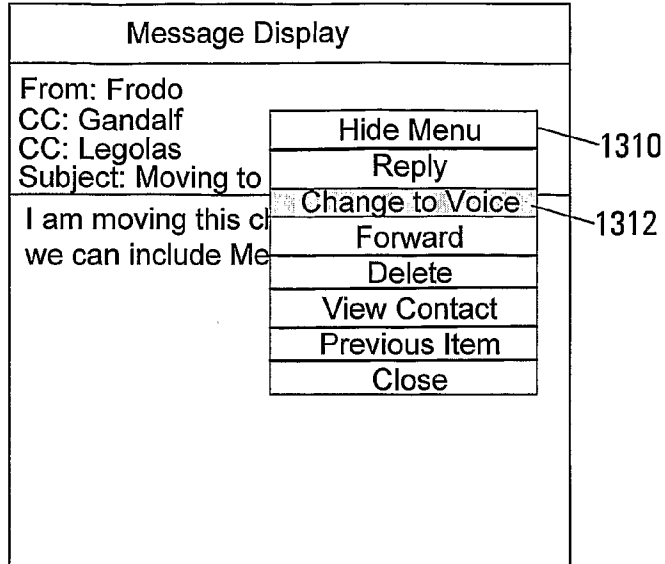 Message Display
From: Frodo
CC: Gandalf
CC: Legolas
Subject: Moving to
I am moving this cl
we can include Me
Hide Menu
Reply
Change to Voice
Forward
Delete
View Contact
Previous Item
Close
1310
1312